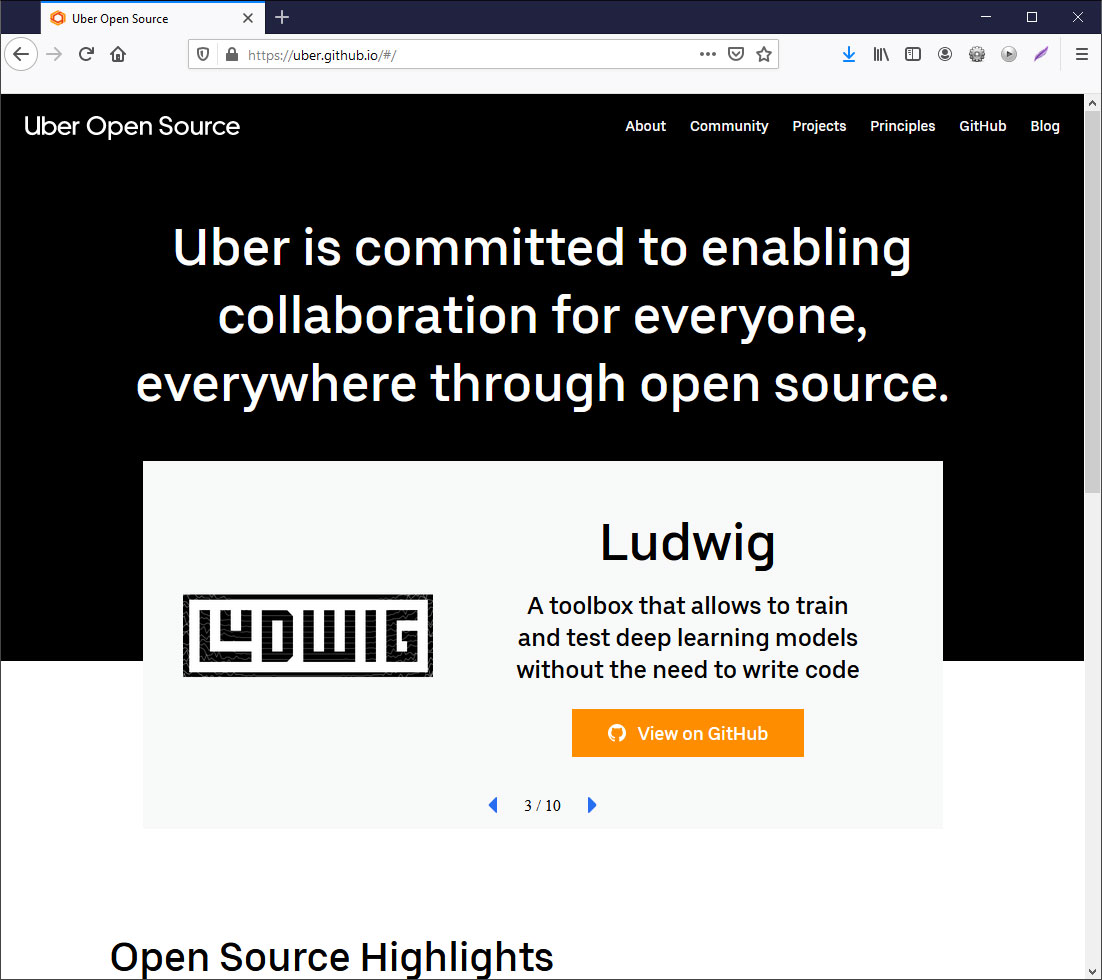 Uber Open Source
https://uber.github.io/#/
Uber Open Source
About Community Projects Principles GitHub Blog
Uber is committed to enabling
collaboration for everyone,
everywhere through open source.
LUDWIG
Ludwig
A toolbox that allows to train
and test deep learning models
without the need to write code
View on GitHub
3 / 10
Open Source Highlights